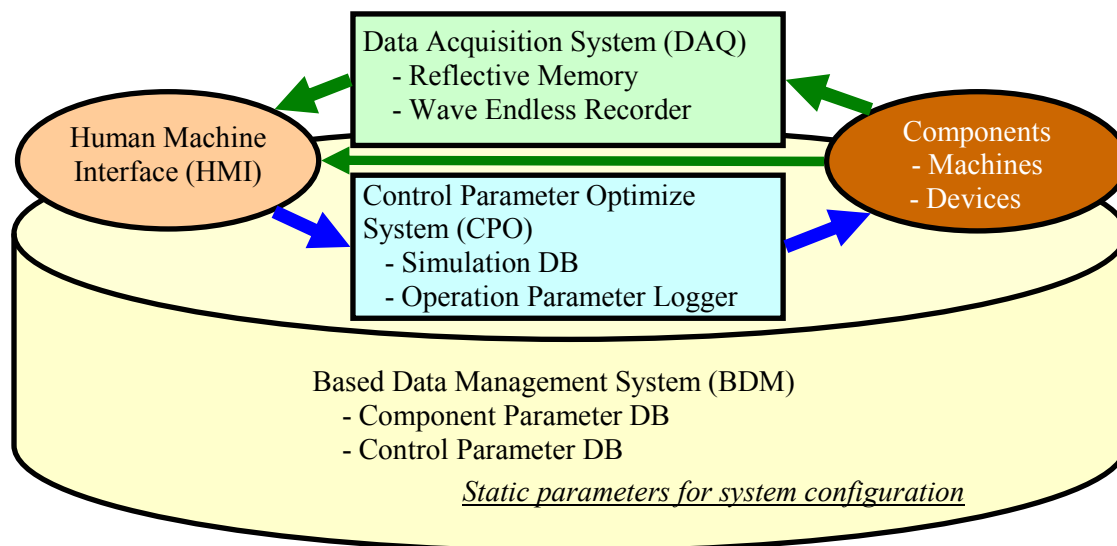 Data Acquisition System (DAQ)
- Reflective Memory
- Wave Endless Recorder
Human Machine
Interface (HMI)
Components
- Machines
- Devices
Control Parameter Optimize
System (CPO)
- Simulation DB
- Operation Parameter Logger
Based Data Management System (BDM)
- Component Parameter DB
- Control Parameter DB
Static parameters for system configuration